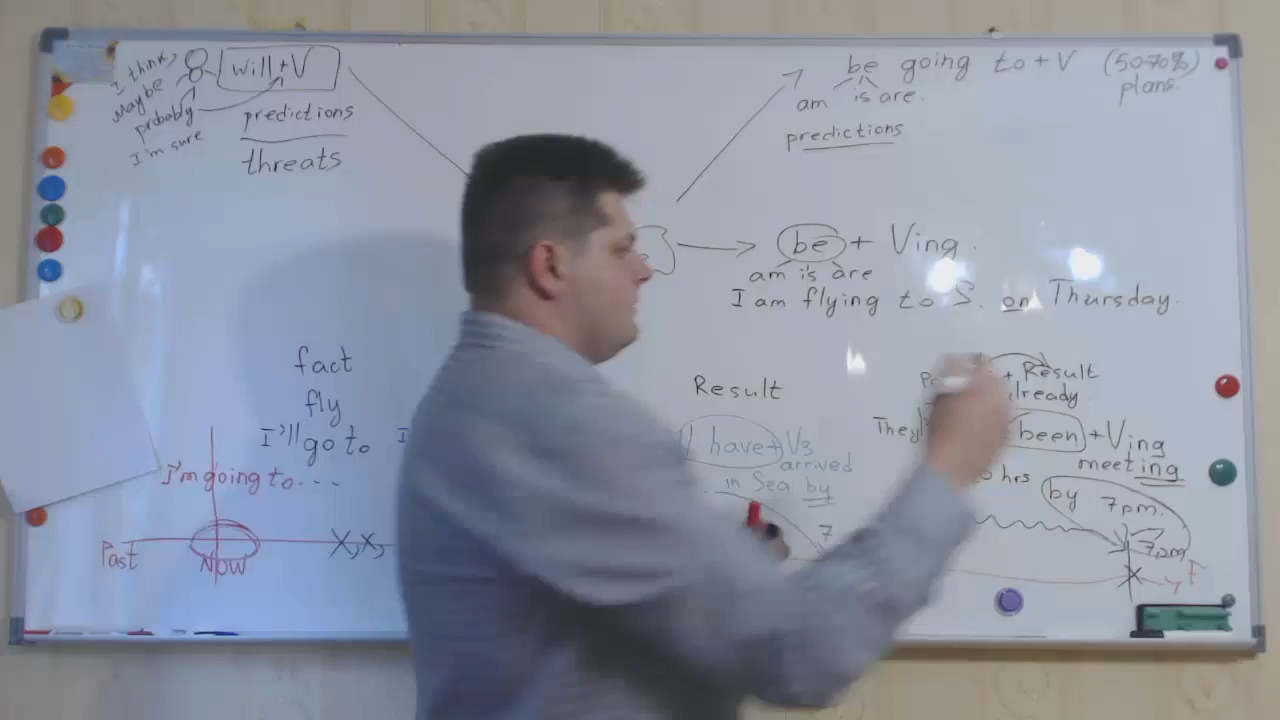 I think,
Maybe
probably
I'm sure
will+V
predictions
threats
be going to+V (50-70%)
am is are. plans.
predictions
be + Ving.
am is are
I am flying to S. on Thursday.
fact
fly
I'll go to
I'm going to...
Past
NOW
X, X,
Result
have+V3
arrived
in Sea by
7
+ Result
already
They'll
been +Ving
meeting
hrs
by 7pm.
7pm
X
F